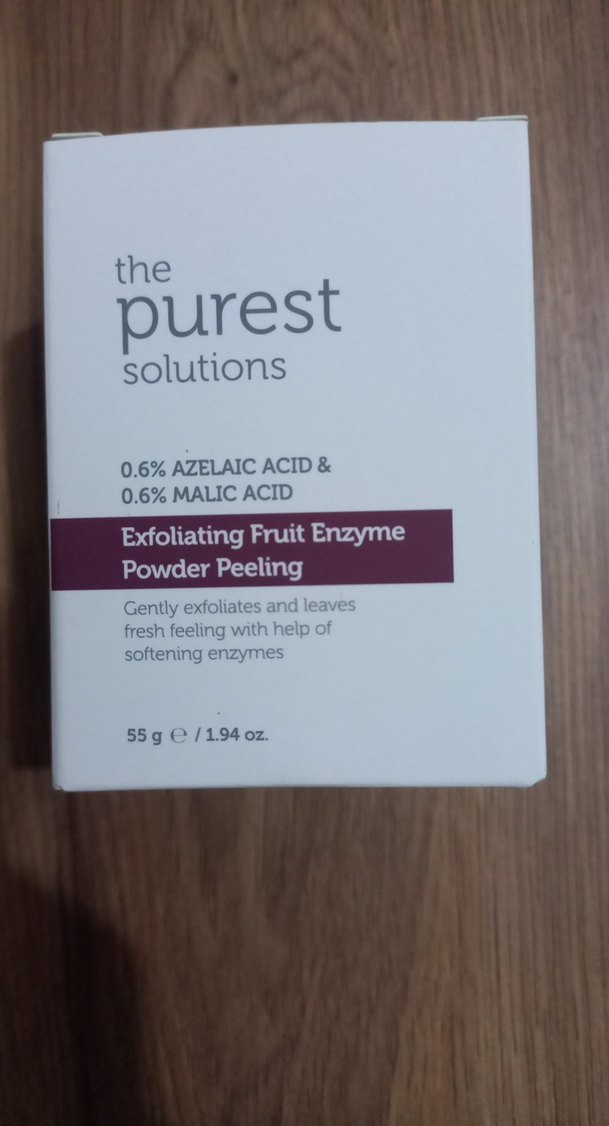 the
purest
solutions
0.6% AZELAIC ACID &
0.6% MALIC ACID
Exfoliating Fruit Enzyme
Powder Peeling
Gently exfoliates and leaves
fresh feeling with help of
softening enzymes
55 g ℮ / 1.94 oz.